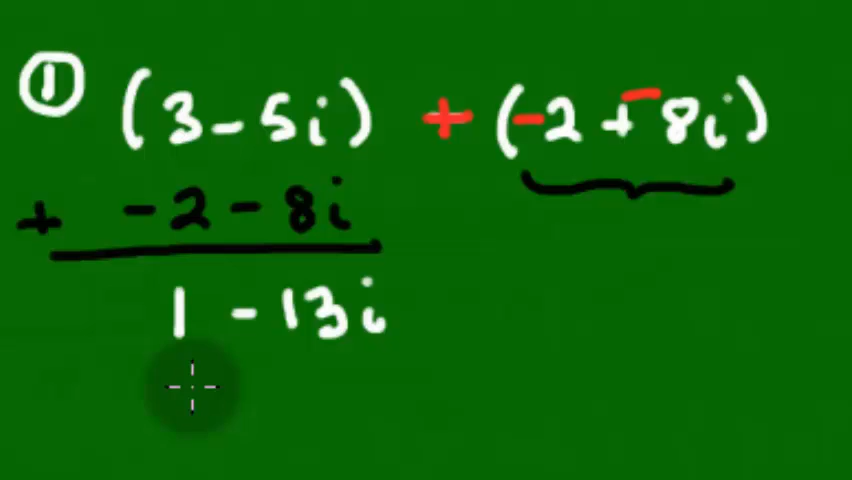 ① (3 - 5i) + (-2 + -8i)
+ -2 - 8i
1 - 13i